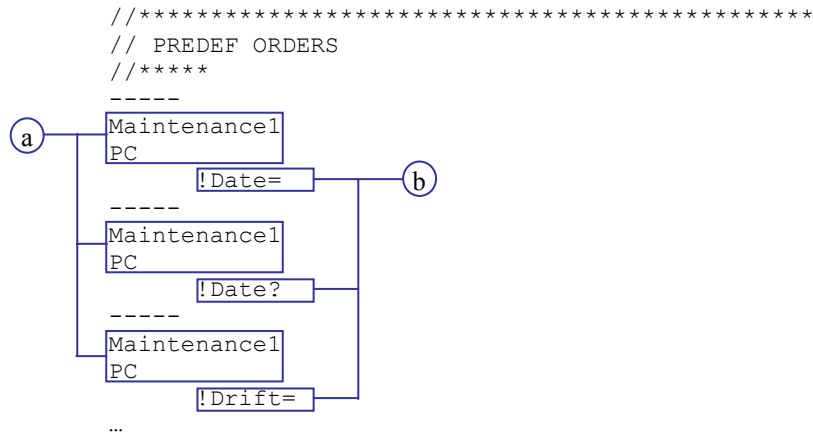 //***********************************************
// PREDEF ORDERS
//*****
-----
Maintenance1
a
PC
!Date=
b
-----
Maintenance1
PC
!Date?
-----
Maintenance1
PC
!Drift=
…